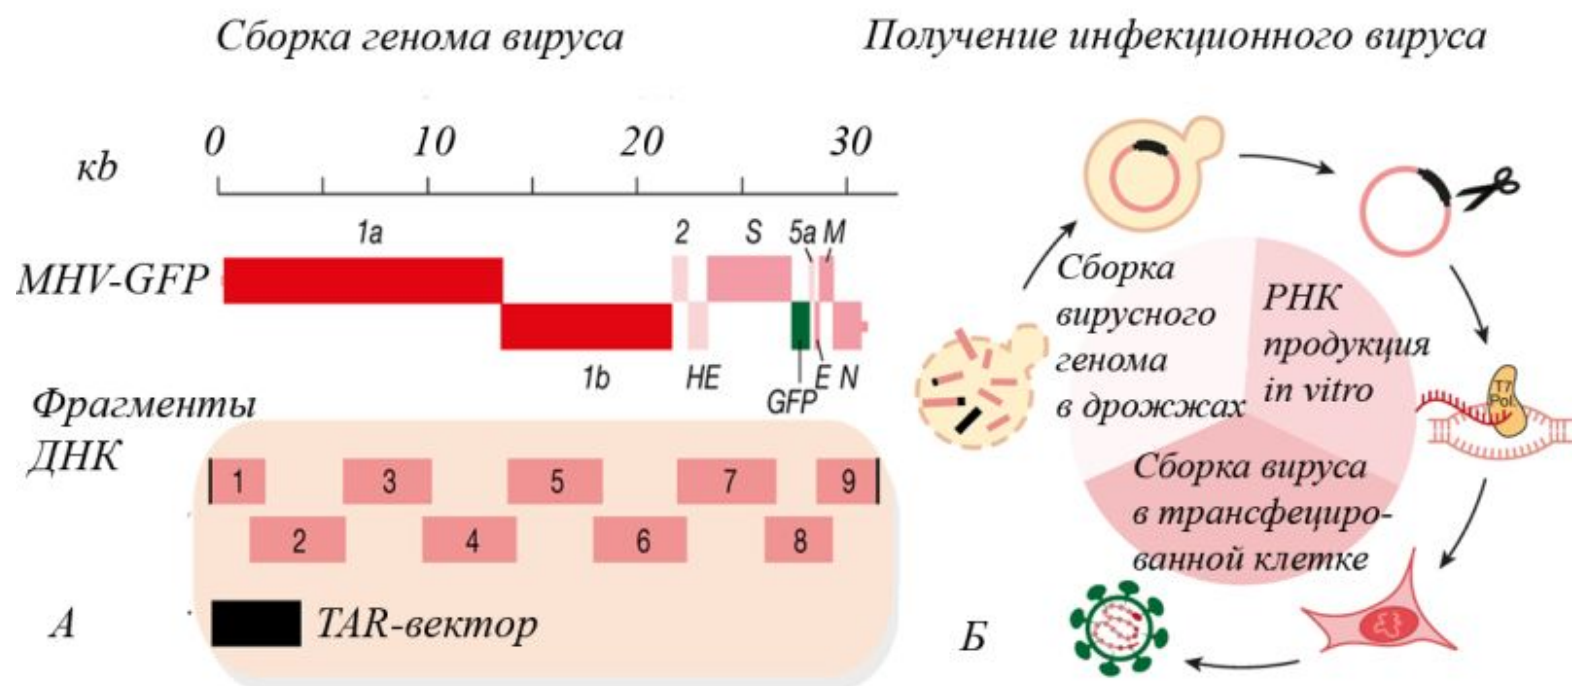 Сборка генома вируса
Получение инфекционного вируса
0 10 20 30
кb
1a 2 S 5a M
MHV-GFP
1b HE GFP E N
Фрагменты
ДНК
1 3 5 7 9
2 4 6 8
TAR-вектор
А
Сборка
вирусного
генома
в дрожжах
РНК
продукция
in vitro
T7
Pol.
Сборка вируса
в трансфециро-
ванной клетке
Б